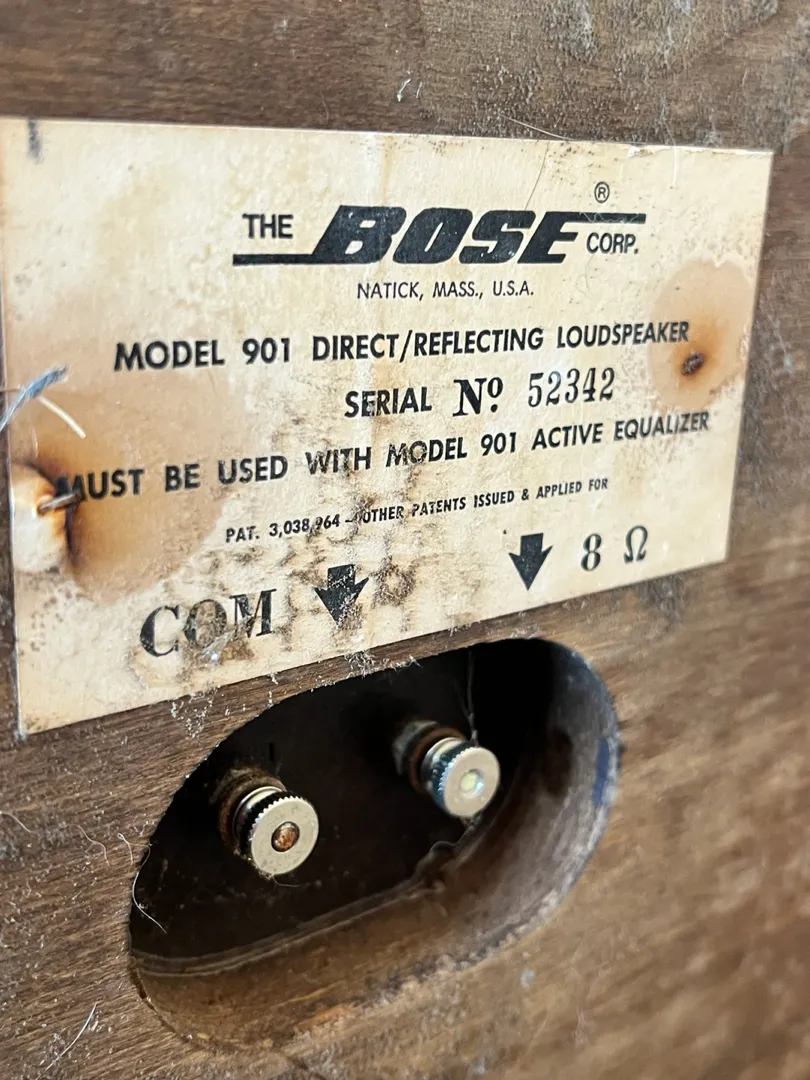 THE BOSE® CORP.
NATICK, MASS., U.S.A.
MODEL 901 DIRECT/REFLECTING LOUDSPEAKER
SERIAL Nº 52342
MUST BE USED WITH MODEL 901 ACTIVE EQUALIZER
PAT. 3,038,964 - OTHER PATENTS ISSUED & APPLIED FOR
COM 8 Ω